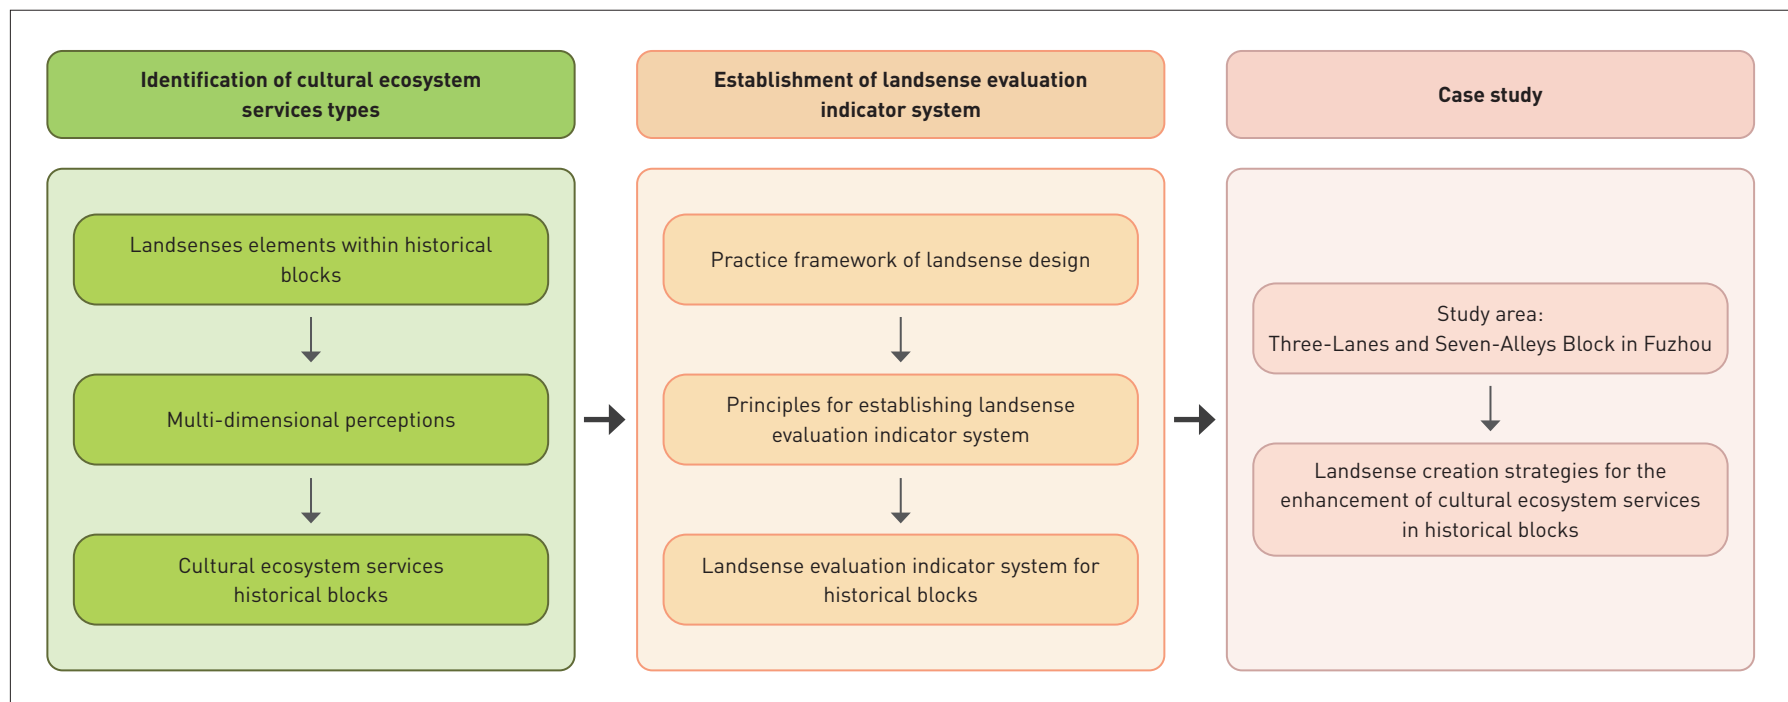 Identification of cultural ecosystem
services types
Landsenses elements within historical
blocks
Multi-dimensional perceptions
Cultural ecosystem services
historical blocks
Establishment of landsense evaluation
indicator system
Practice framework of landsense design
Principles for establishing landsense
evaluation indicator system
Landsense evaluation indicator system for
historical blocks
Case study
Study area:
Three-Lanes and Seven-Alleys Block in Fuzhou
Landsense creation strategies for the
enhancement of cultural ecosystem services
in historical blocks